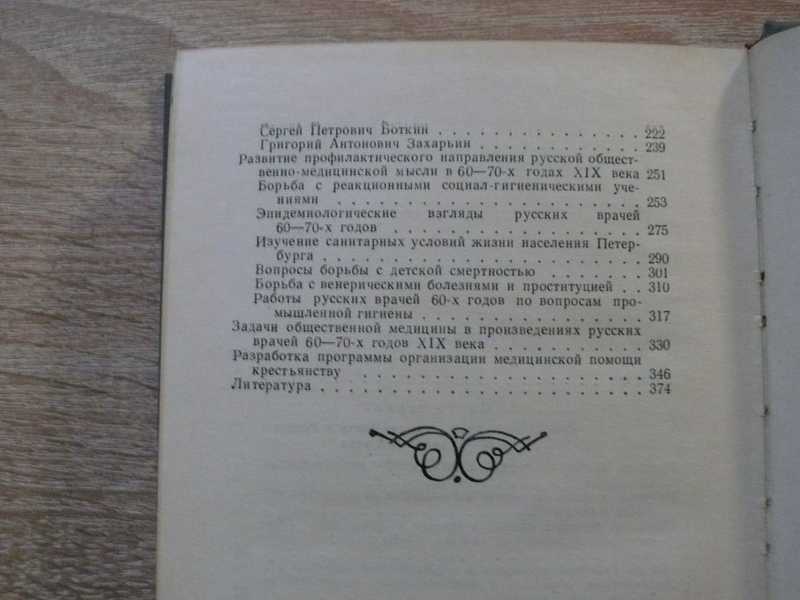 Сергей Петрович Боткин . . . . . . . . . . . . . . 222
Григорий Антонович Захарьин . . . . . . . . . . . 239
Развитие профилактического направления русской общест-
венно-медицинской мысли в 60—70-х годах XIX века 251
Борьба с реакционными социал-гигиеническими уче-
ниями . . . . . . . . . . . . . . . . . . . . 253
Эпидемиологические взгляды русских врачей
60—70-х годов . . . . . . . . . . . . . . . . 275
Изучение санитарных условий жизни населения Петер-
бурга . . . . . . . . . . . . . . . . . . . . 290
Вопросы борьбы с детской смертностью . . . . . . . 301
Борьба с венерическими болезнями и проституцией . . 310
Работы русских врачей 60-х годов по вопросам про-
мышленной гигиены . . . . . . . . . . . . . . 317
Задачи общественной медицины в произведениях русских
врачей 60—70-х годов XIX века . . . . . . . . . . 330
Разработка программы организации медицинской помощи
крестьянству . . . . . . . . . . . . . . . . . 346
Литература . . . . . . . . . . . . . . . . . . . . 374